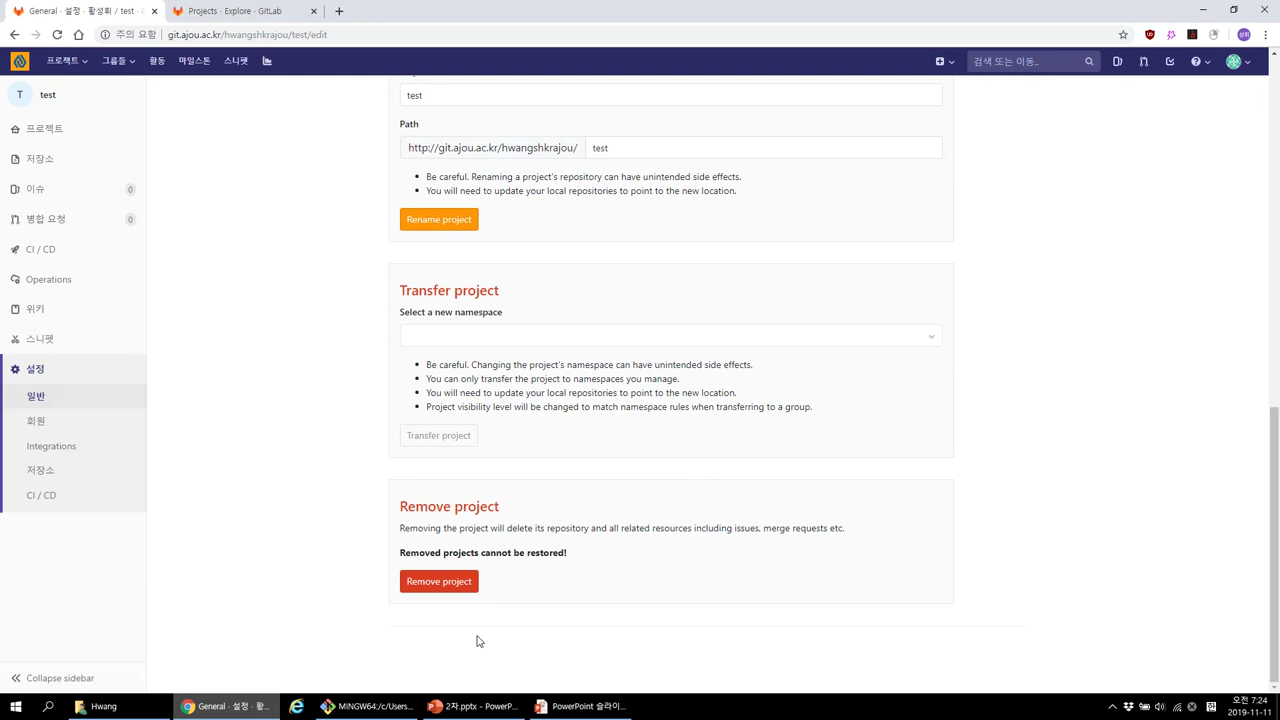 General · 설정 · 황성휘 / test · G
Projects · Explore · GitLab
주의 요함
git.ajou.ac.kr/hwangshkrajou/test/edit
프로젝트
그룹들
활동
마일스톤
스니펫
검색 또는 이동..
T test
프로젝트
저장소
이슈 0
병합 요청 0
CI / CD
Operations
위키
스니펫
설정
일반
회원
Integrations
저장소
CI / CD
Collapse sidebar
test
Path
http://git.ajou.ac.kr/hwangshkrajou/ test
Be careful. Renaming a project's repository can have unintended side effects.
You will need to update your local repositories to point to the new location.
Rename project
Transfer project
Select a new namespace
Be careful. Changing the project's namespace can have unintended side effects.
You can only transfer the project to namespaces you manage.
You will need to update your local repositories to point to the new location.
Project visibility level will be changed to match namespace rules when transferring to a group.
Transfer project
Remove project
Removing the project will delete its repository and all related resources including issues, merge requests etc.
Removed projects cannot be restored!
Remove project
Hwang
General · 설정 · 황...
MINGW64:/c/Users...
2차.pptx - PowerP...
PowerPoint 슬라이...
오전 7:24
2019-11-11